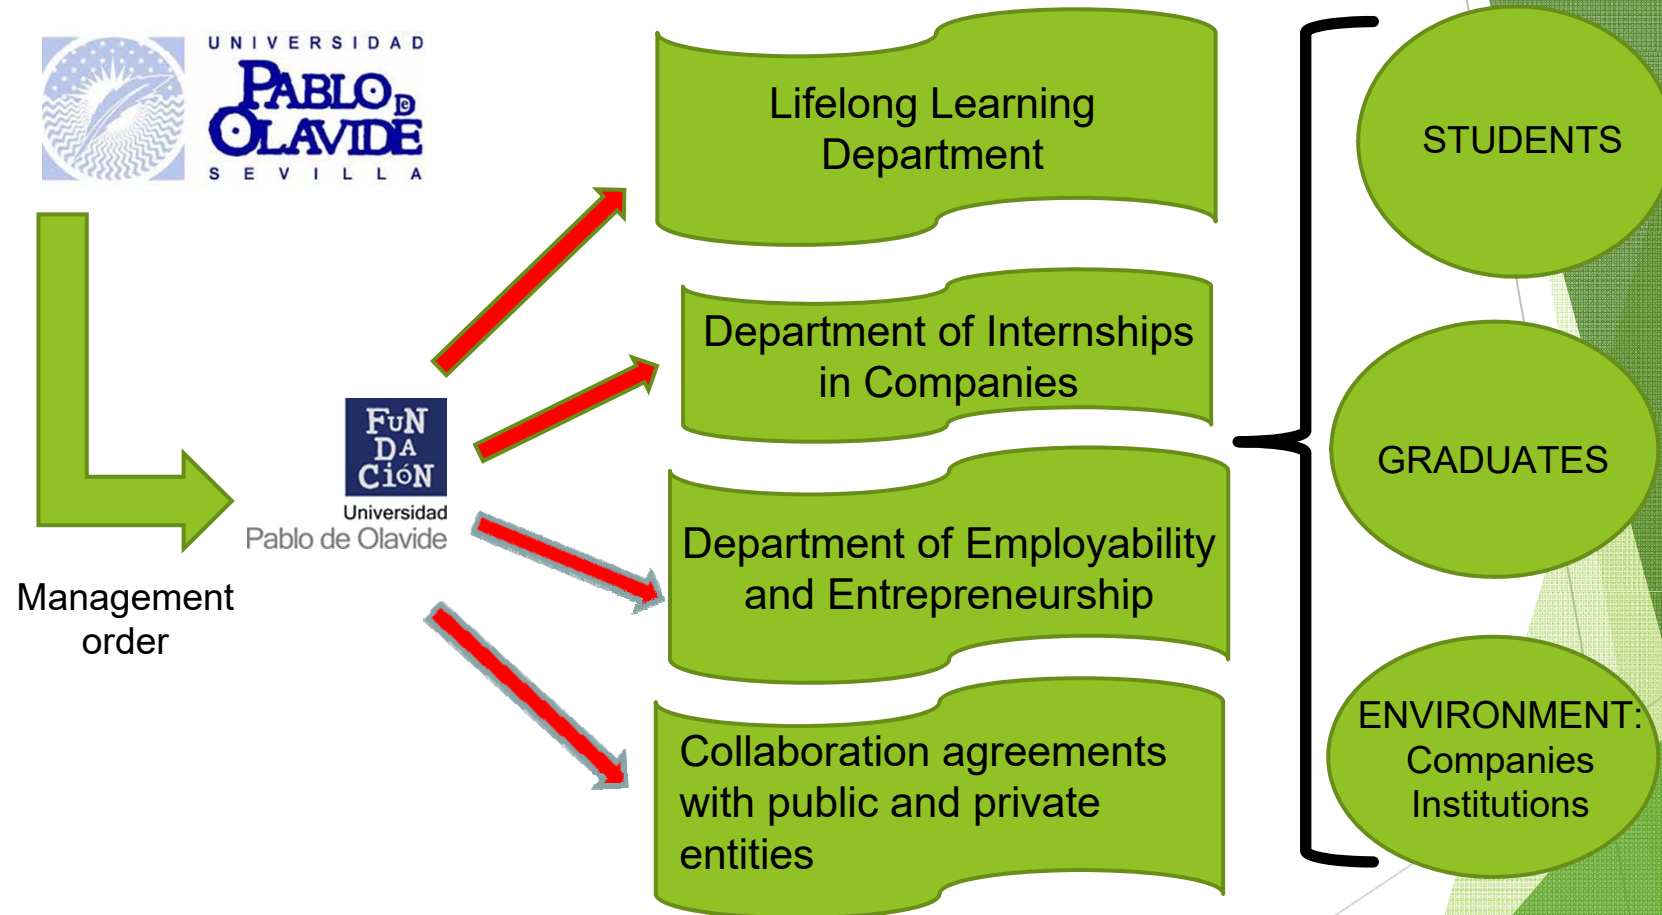 UNIVERSIDAD
PABLO DE
OLAVIDE
SEVILLA
Management
order
FuN
DA
CióN
Universidad
Pablo de Olavide
Lifelong Learning
Department
Department of Internships
in Companies
Department of Employability
and Entrepreneurship
Collaboration agreements
with public and private
entities
STUDENTS
GRADUATES
ENVIRONMENT:
Companies
Institutions